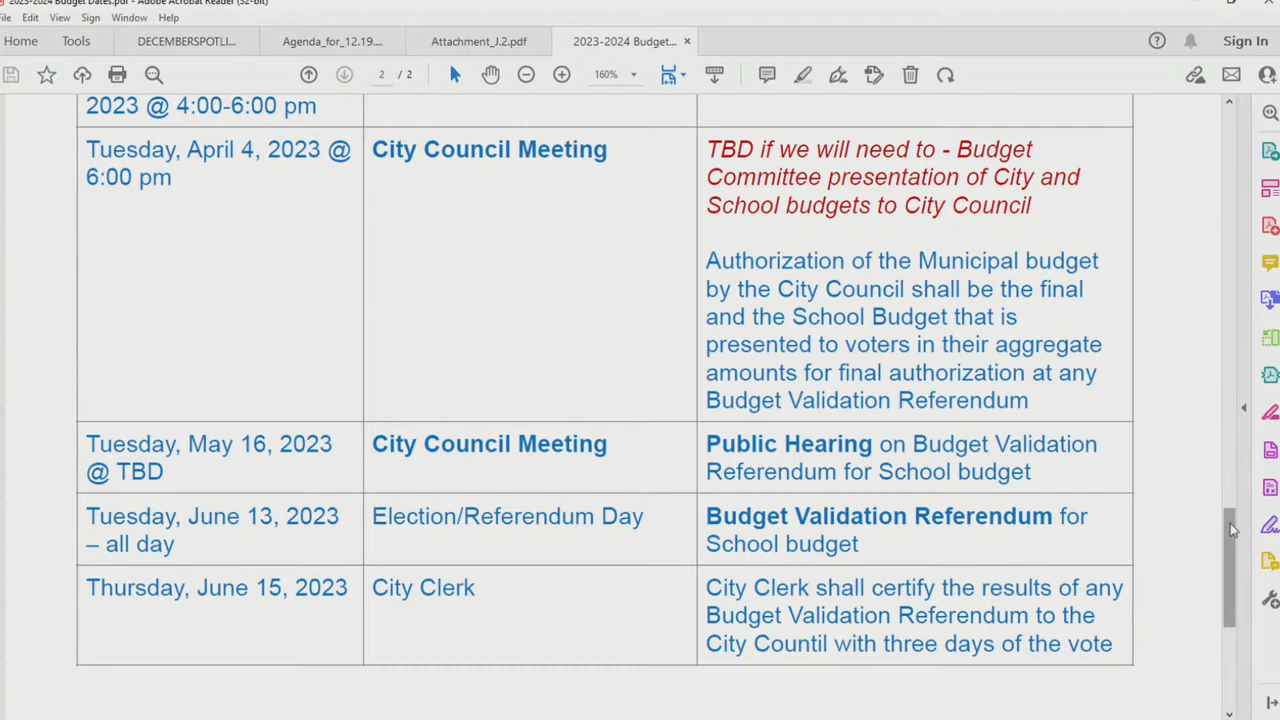 2023-2024 Budget Dates.pdf - Adobe Acrobat Reader (32-bit)
File Edit View Sign Window Help
Home Tools DECEMBERSPOTLI... Agenda_for_12.19.... Attachment_J.2.pdf 2023-2024 Budget... × Sign In
2 / 2 160%
2023 @ 4:00-6:00 pm
Tuesday, April 4, 2023 @
6:00 pm
City Council Meeting
TBD if we will need to - Budget
Committee presentation of City and
School budgets to City Council
Authorization of the Municipal budget
by the City Council shall be the final
and the School Budget that is
presented to voters in their aggregate
amounts for final authorization at any
Budget Validation Referendum
Tuesday, May 16, 2023
@ TBD
City Council Meeting
Public Hearing on Budget Validation
Referendum for School budget
Tuesday, June 13, 2023
– all day
Election/Referendum Day
Budget Validation Referendum for
School budget
Thursday, June 15, 2023
City Clerk
City Clerk shall certify the results of any
Budget Validation Referendum to the
City Countil with three days of the vote